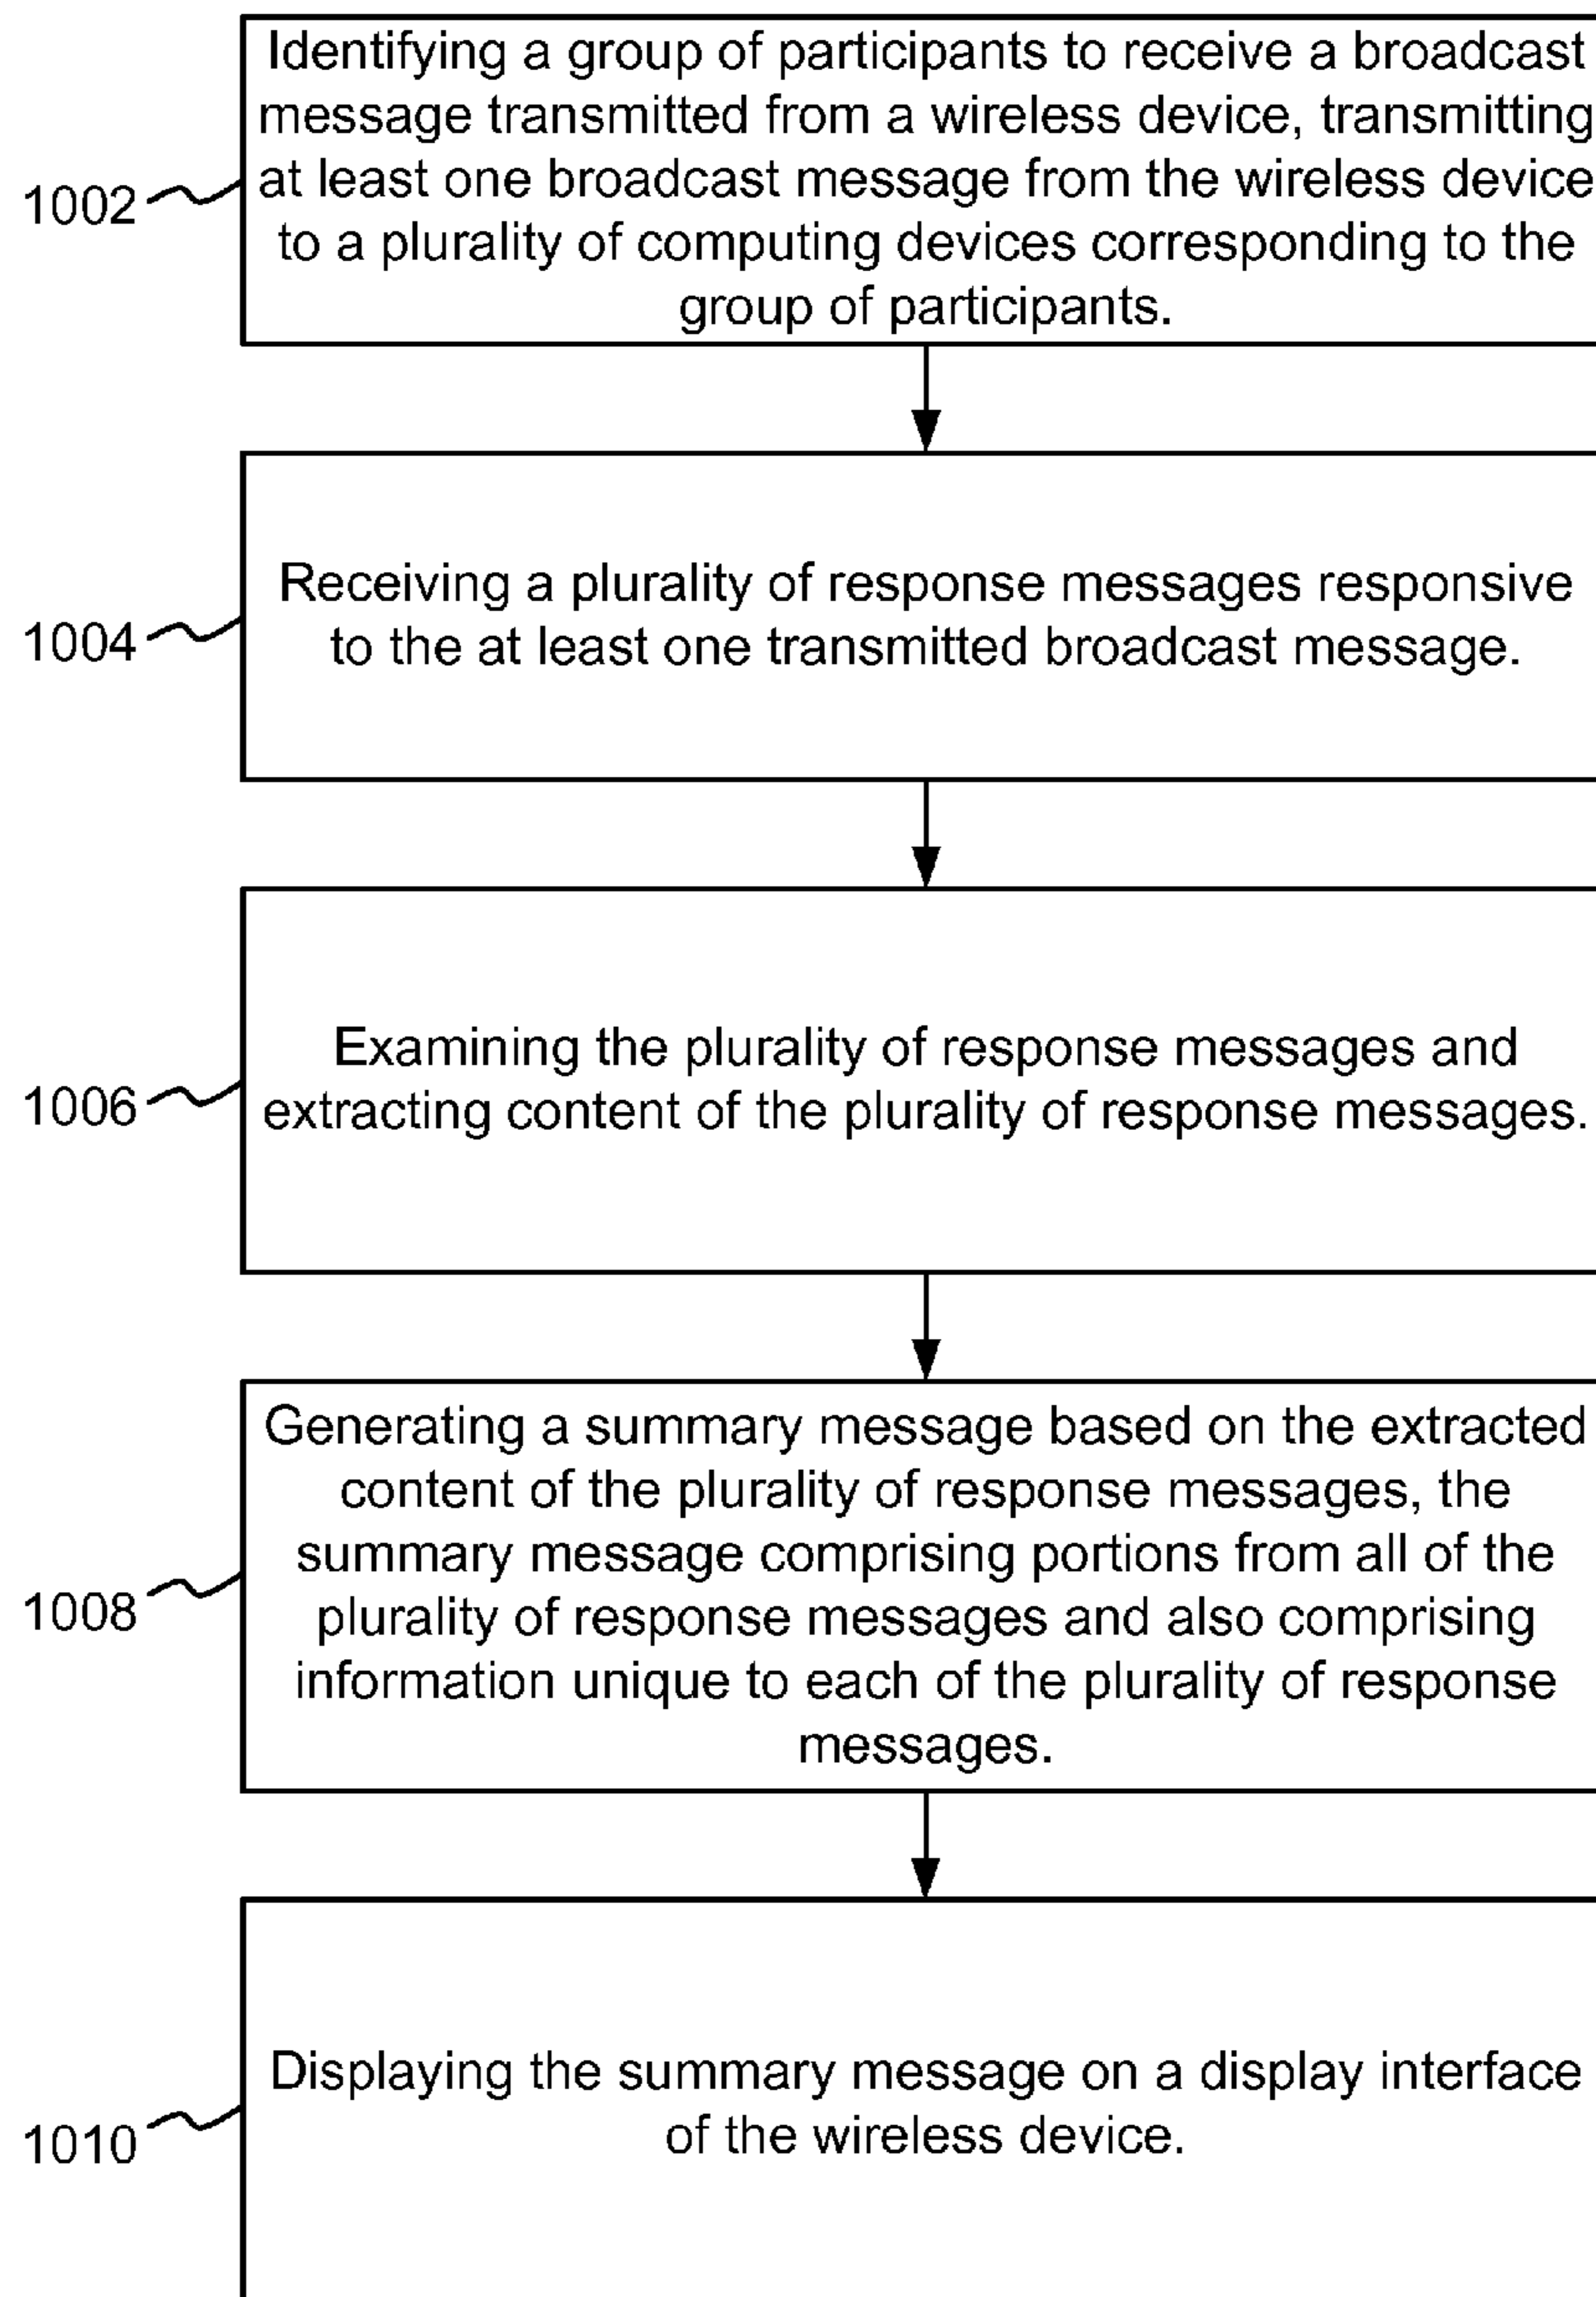 Identifying a group of participants to receive a broadcast
message transmitted from a wireless device, transmitting
at least one broadcast message from the wireless device
to a plurality of computing devices corresponding to the
group of participants.
1002
Receiving a plurality of response messages responsive
to the at least one transmitted broadcast message.
1004
Examining the plurality of response messages and
extracting content of the plurality of response messages.
1006
Generating a summary message based on the extracted
content of the plurality of response messages, the
summary message comprising portions from all of the
plurality of response messages and also comprising
information unique to each of the plurality of response
messages.
1008
Displaying the summary message on a display interface
of the wireless device.
1010